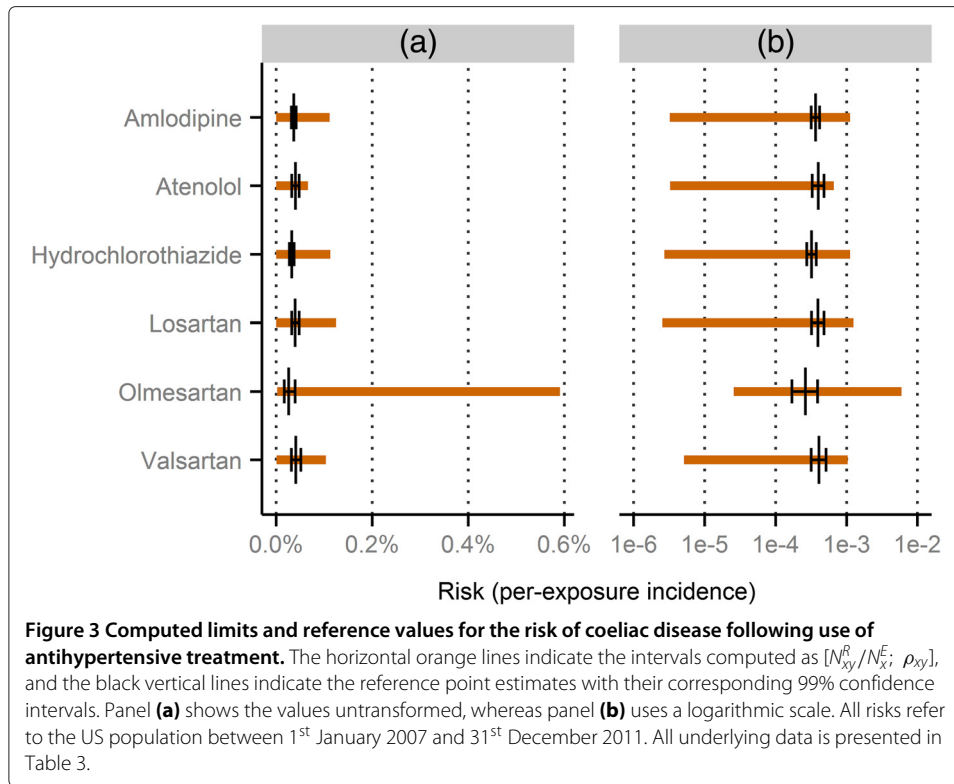 (a) (b)
Amlodipine
Atenolol
Hydrochlorothiazide
Losartan
Olmesartan
Valsartan
0.0% 0.2% 0.4% 0.6% 1e-6 1e-5 1e-4 1e-3 1e-2
Risk (per-exposure incidence)
Figure 3 Computed limits and reference values for the risk of coeliac disease following use of
antihypertensive treatment. The horizontal orange lines indicate the intervals computed as [N^R_xy/N^E_x; ρ_xy],
and the black vertical lines indicate the reference point estimates with their corresponding 99% confidence
intervals. Panel (a) shows the values untransformed, whereas panel (b) uses a logarithmic scale. All risks refer
to the US population between 1st January 2007 and 31st December 2011. All underlying data is presented in
Table 3.